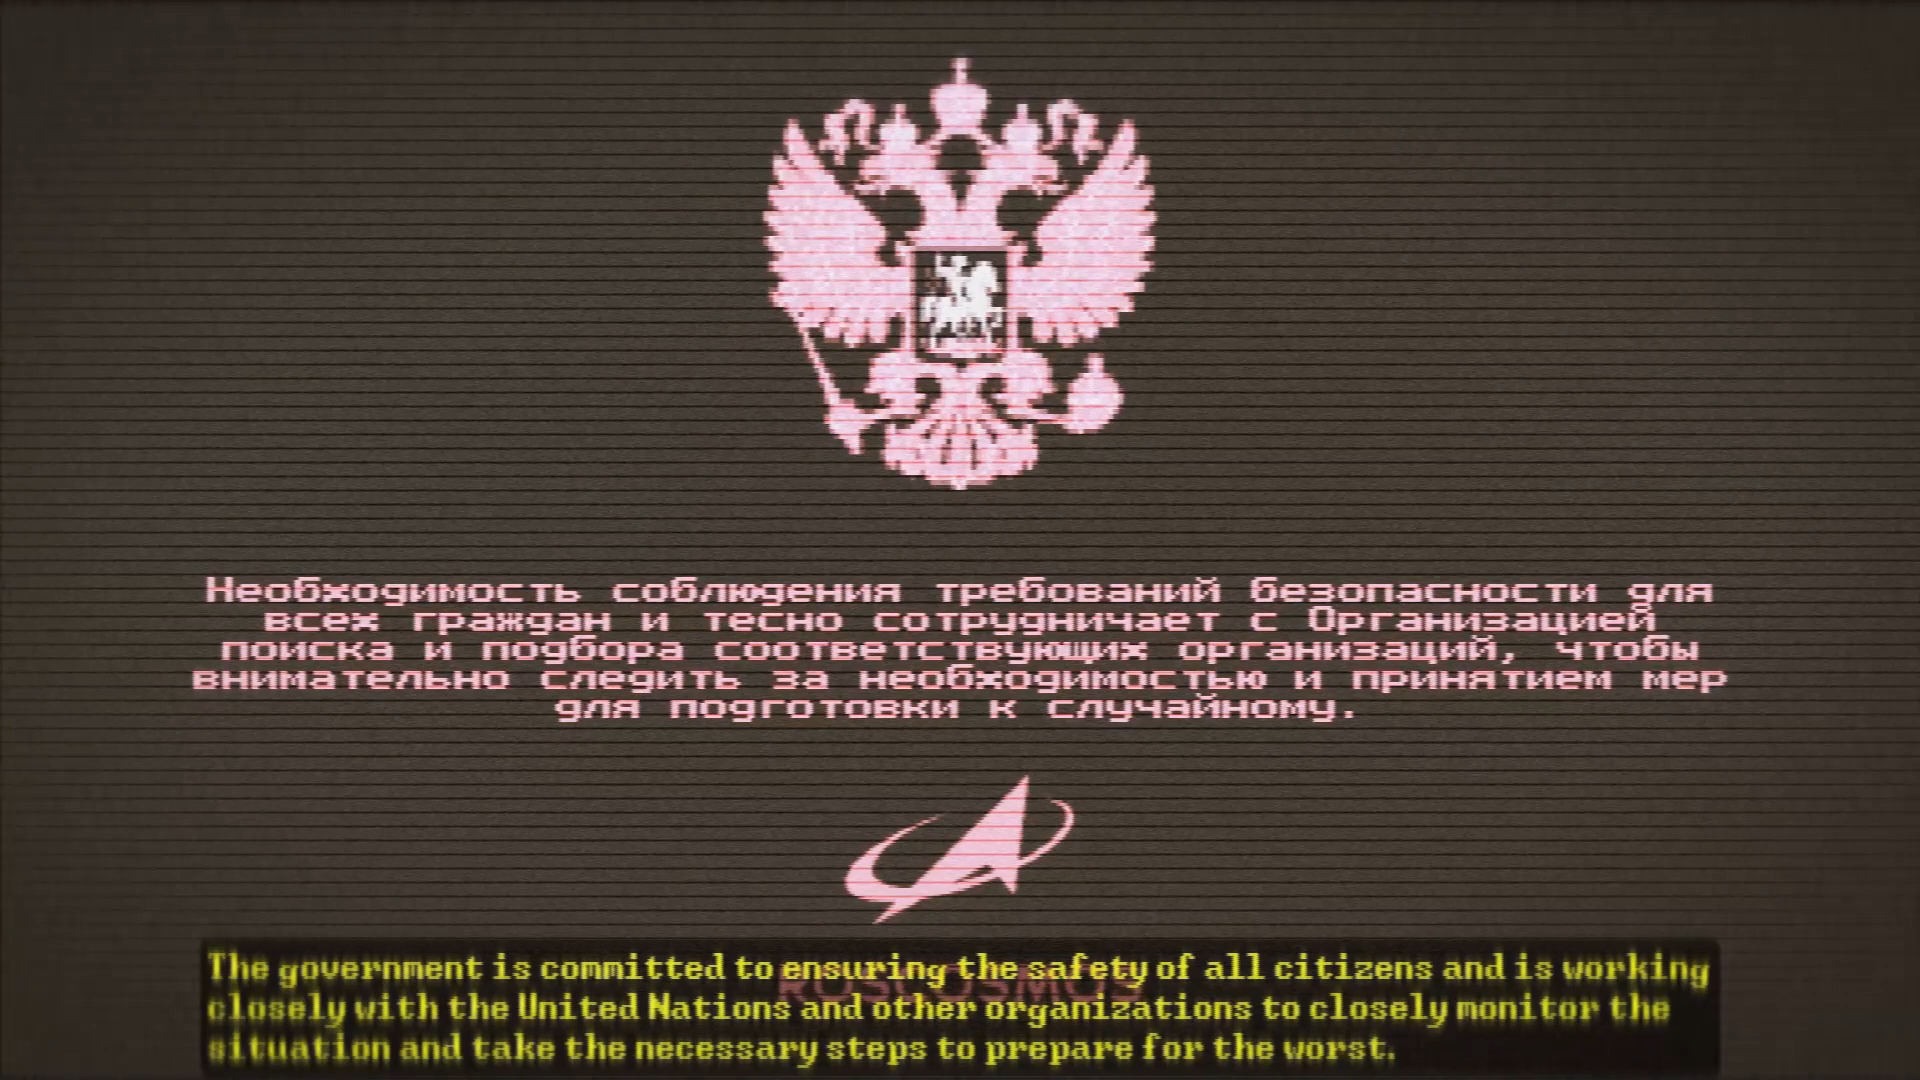 Необходимость соблюдения требований безопасности для
всех граждан и тесно сотрудничает с Организацией
поиска и подбора соответствующих организаций, чтобы
внимательно следить за необходимостью и принятием мер
для подготовки к случайному.
ROSCOSMOS
The government is committed to ensuring the safety of all citizens and is working
closely with the United Nations and other organizations to closely monitor the
situation and take the necessary steps to prepare for the worst.